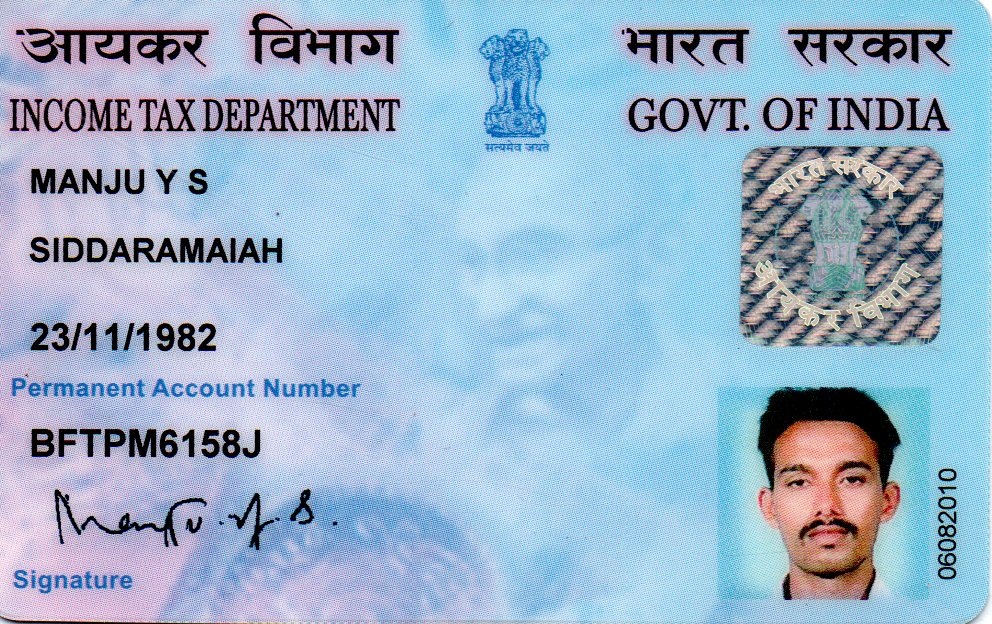 आयकर विभाग
भारत सरकार
INCOME TAX DEPARTMENT
GOVT. OF INDIA
सत्यमेव जयते
MANJU Y S
SIDDARAMAIAH
23/11/1982
Permanent Account Number
BFTPM6158J
Manju. Y. S.
Signature
भारत सरकार
आयकर विभाग
06082010